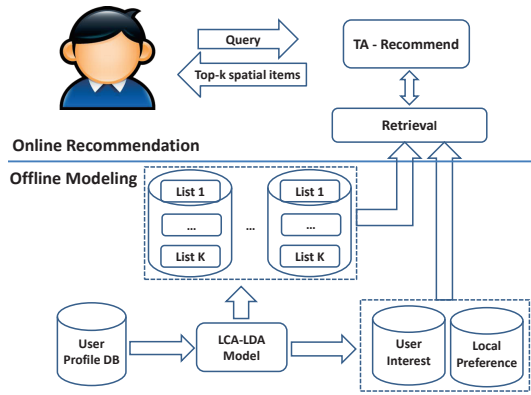 Query
TA - Recommend
Top-k spatial items
Retrieval
Online Recommendation
Offline Modeling
List 1
List 1
...
...
...
List K
List K
User
Profile DB
LCA-LDA
Model
User
Interest
Local
Preference